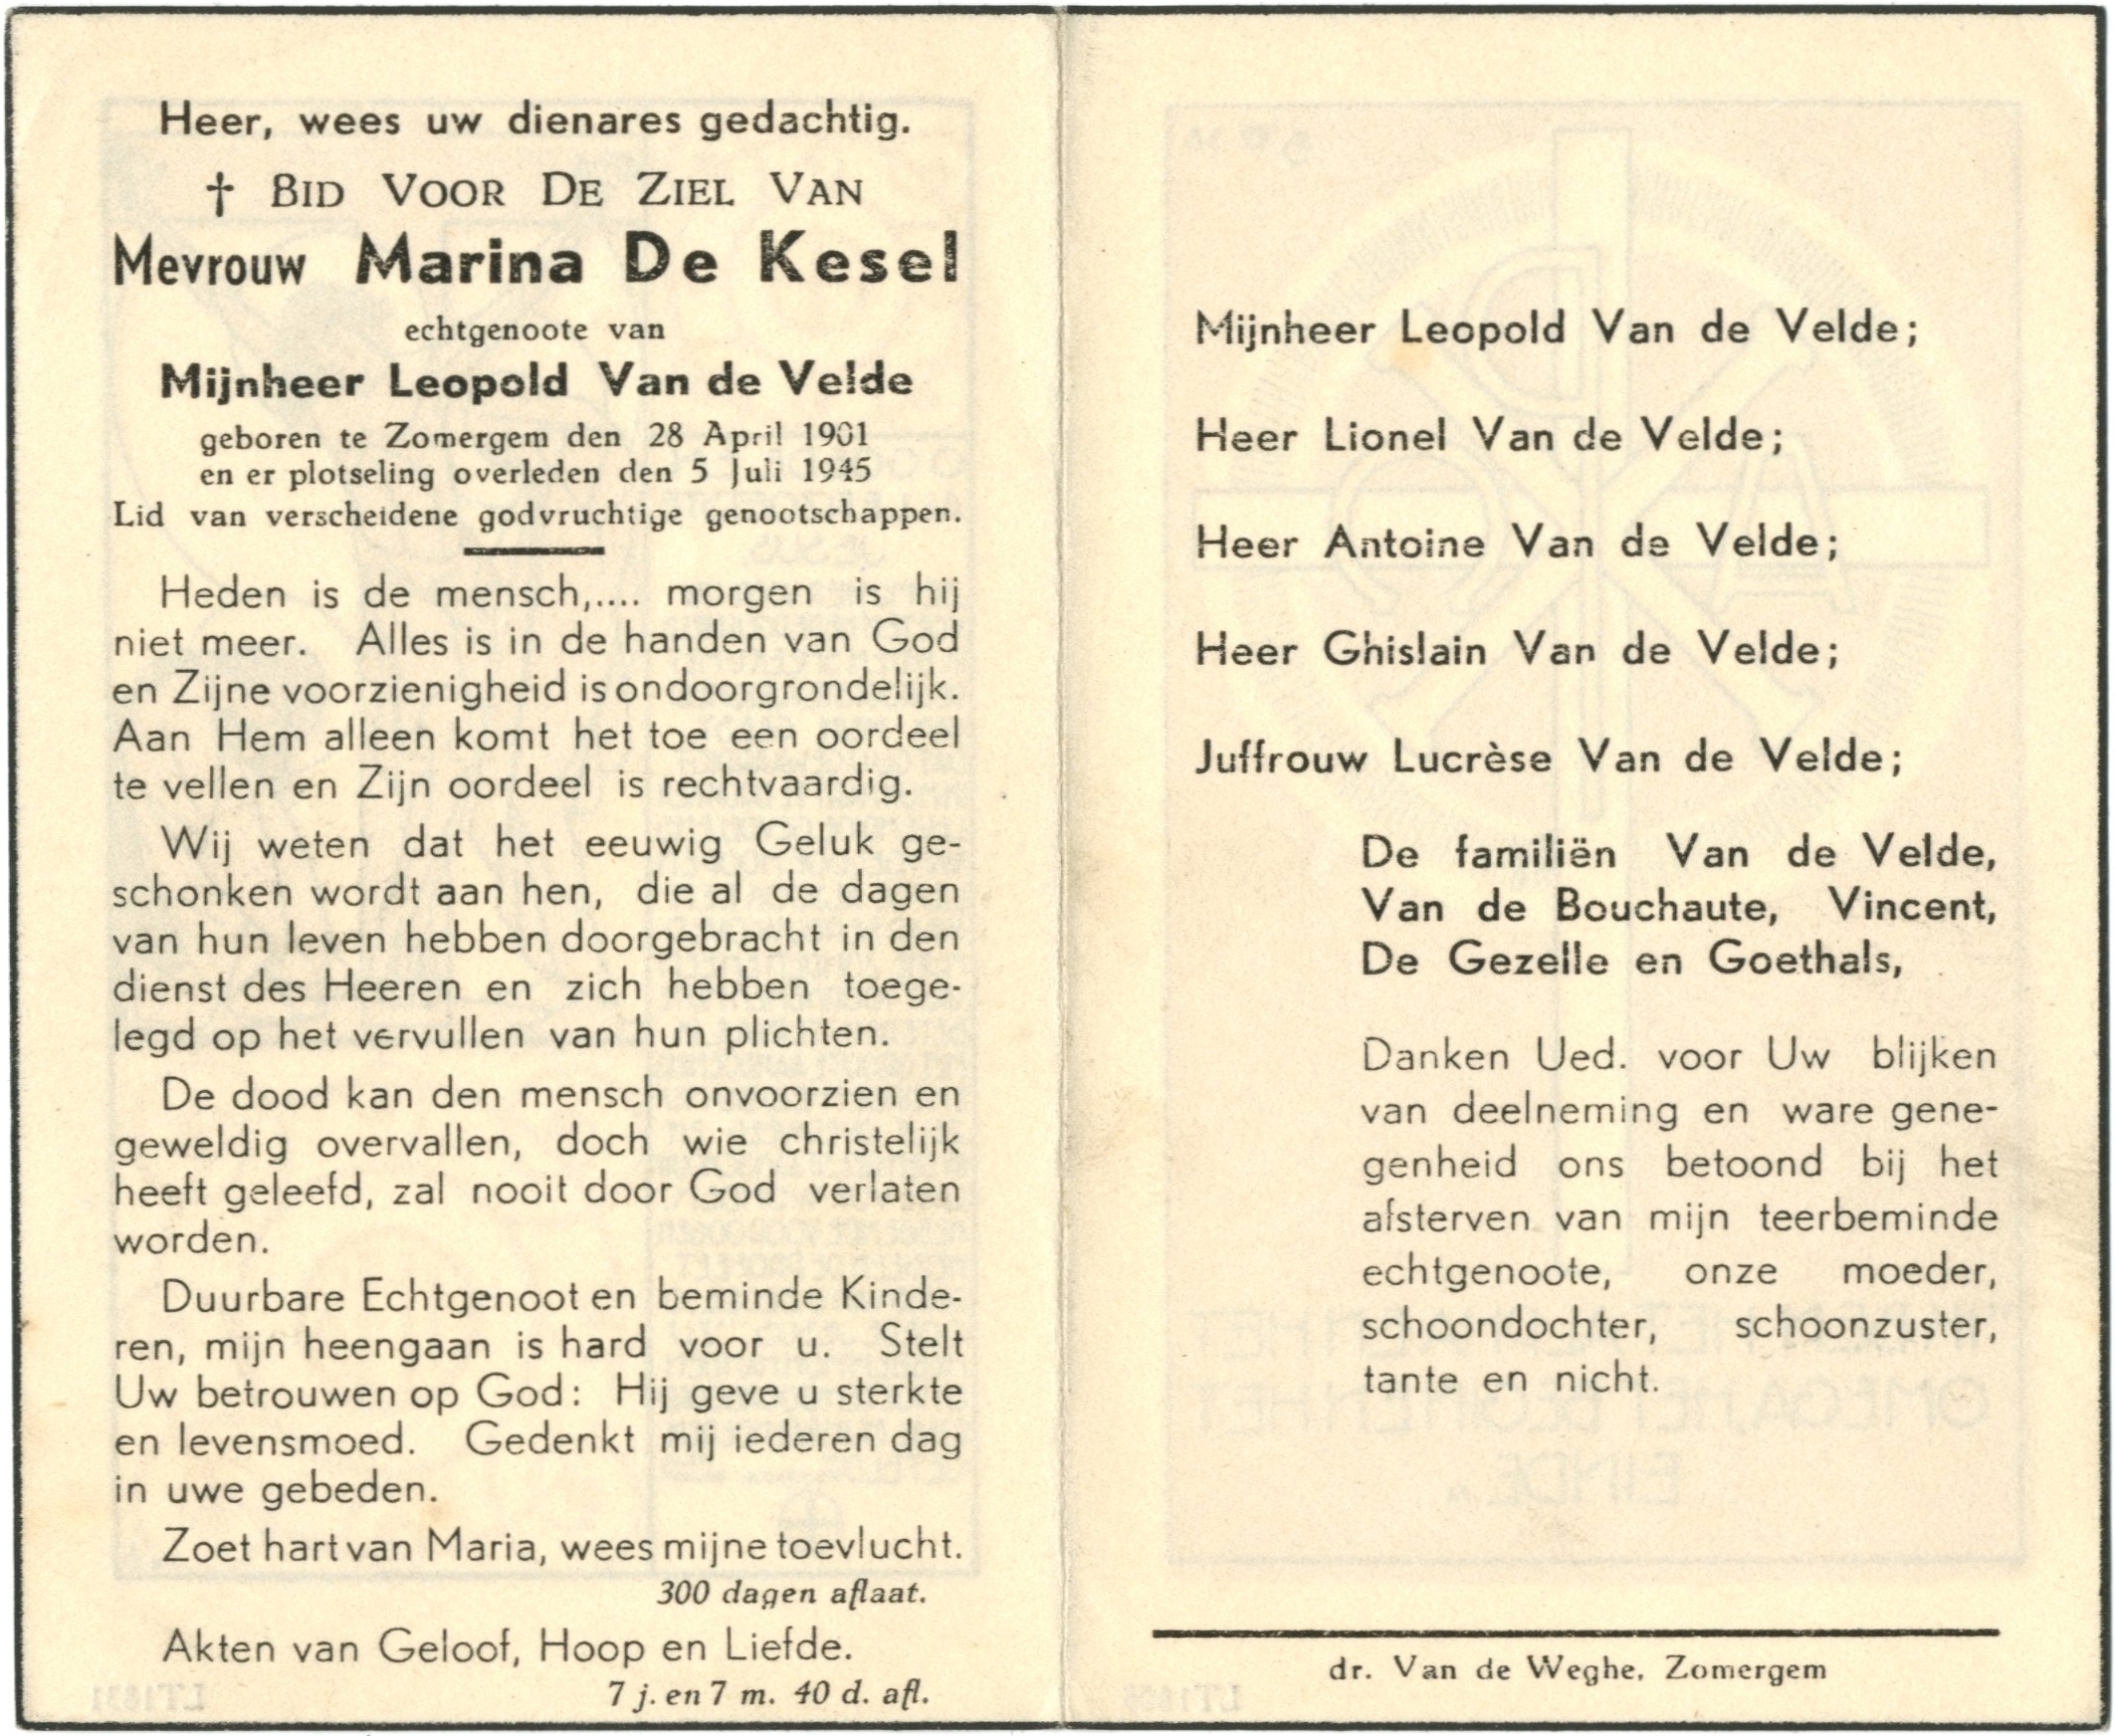 Heer, wees uw dienares gedachtig.
† BID VOOR DE ZIEL VAN
Mevrouw Marina De Kesel
echtgenoote van
Mijnheer Leopold Van de Velde
geboren te Zomergem den 28 April 1901
en er plotseling overleden den 5 Juli 1945
Lid van verscheidene godvruchtige genootschappen.
Heden is de mensch,.... morgen is hij
niet meer. Alles is in de handen van God
en Zijne voorzienigheid is ondoorgrondelijk.
Aan Hem alleen komt het toe een oordeel
te vellen en Zijn oordeel is rechtvaardig.
Wij weten dat het eeuwig Geluk ge-
schonken wordt aan hen, die al de dagen
van hun leven hebben doorgebracht in den
dienst des Heeren en zich hebben toege-
legd op het vervullen van hun plichten.
De dood kan den mensch onvoorzien en
geweldig overvallen, doch wie christelijk
heeft geleefd, zal nooit door God verlaten
worden.
Duurbare Echtgenoot en beminde Kinde-
ren, mijn heengaan is hard voor u. Stelt
Uw betrouwen op God: Hij geve u sterkte
en levensmoed. Gedenkt mij iederen dag
in uwe gebeden.
Zoet hart van Maria, wees mijne toevlucht.
300 dagen aflaat.
Akten van Geloof, Hoop en Liefde.
7 j. en 7 m. 40 d. afl.
Mijnheer Leopold Van de Velde;
Heer Lionel Van de Velde;
Heer Antoine Van de Velde;
Heer Ghislain Van de Velde;
Juffrouw Lucrèse Van de Velde;
De familiën Van de Velde,
Van de Bouchaute, Vincent,
De Gezelle en Goethals,
Danken Ued. voor Uw blijken
van deelneming en ware gene-
genheid ons betoond bij het
afsterven van mijn teerbeminde
echtgenoote, onze moeder,
schoondochter, schoonzuster,
tante en nicht.
dr. Van de Weghe, Zomergem